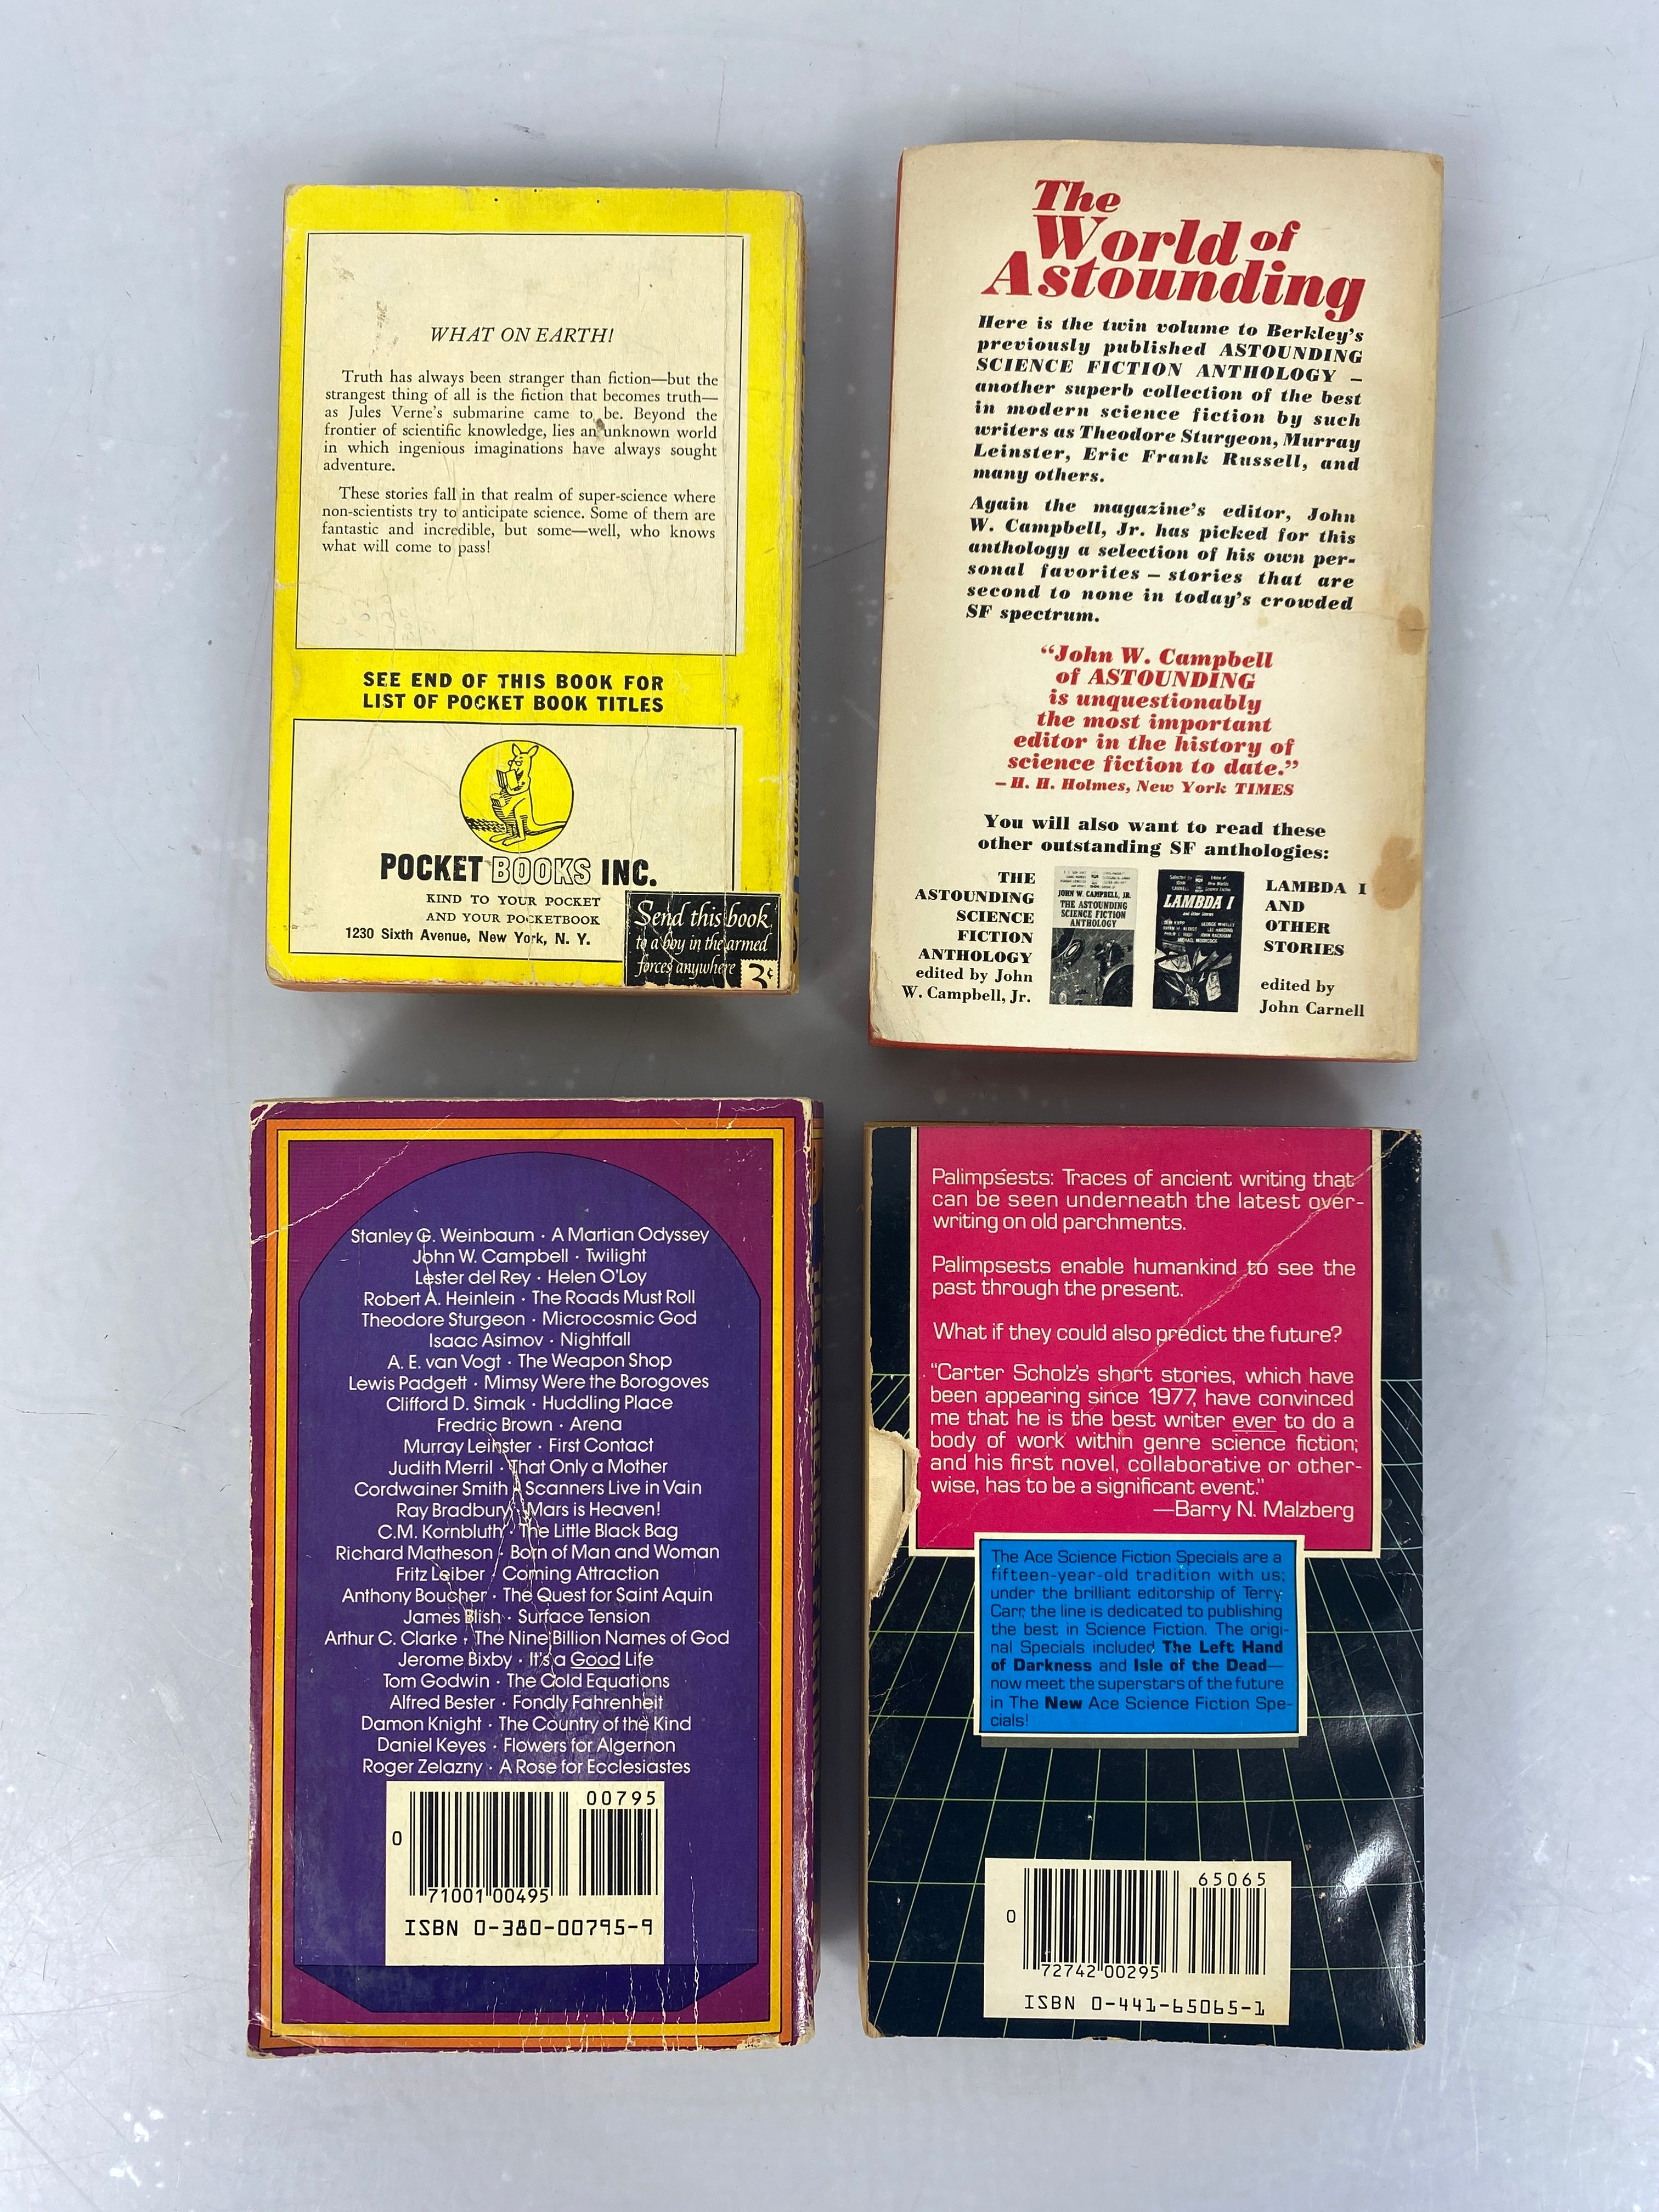 WHAT ON EARTH!
Truth has always been stranger than fiction—but the
strangest thing of all is the fiction that becomes truth—
as Jules Verne's submarine came to be. Beyond the
frontier of scientific knowledge, lies an unknown world
in which ingenious imaginations have always sought
adventure.
These stories fall in that realm of super-science where
non-scientists try to anticipate science. Some of them are
fantastic and incredible, but some—well, who knows
what will come to pass!
SEE END OF THIS BOOK FOR
LIST OF POCKET BOOK TITLES
POCKET BOOKS INC.
KIND TO YOUR POCKET
AND YOUR POCKETBOOK
1230 Sixth Avenue, New York, N. Y.
Send this book
to a boy in the armed
forces anywhere 3¢
The
World of
Astounding
Here is the twin volume to Berkley's
previously published ASTOUNDING
SCIENCE FICTION ANTHOLOGY –
another superb collection of the best
in modern science fiction by such
writers as Theodore Sturgeon, Murray
Leinster, Eric Frank Russell, and
many others.
Again the magazine's editor, John
W. Campbell, Jr. has picked for this
anthology a selection of his own per-
sonal favorites – stories that are
second to none in today's crowded
SF spectrum.
“John W. Campbell
of ASTOUNDING
is unquestionably
the most important
editor in the history of
science fiction to date.”
– H. H. Holmes, New York TIMES
You will also want to read these
other outstanding SF anthologies:
THE
ASTOUNDING
SCIENCE
FICTION
ANTHOLOGY
edited by John
W. Campbell, Jr.
JOHN W. CAMPBELL, JR.
THE ASTOUNDING
SCIENCE FICTION
ANTHOLOGY
LAMBDA I
and Other Stories
LAMBDA I
AND
OTHER
STORIES
edited by
John Carnell
Stanley G. Weinbaum · A Martian Odyssey
John W. Campbell · Twilight
Lester del Rey · Helen O'Loy
Robert A. Heinlein · The Roads Must Roll
Theodore Sturgeon · Microcosmic God
Isaac Asimov · Nightfall
A. E. van Vogt · The Weapon Shop
Lewis Padgett · Mimsy Were the Borogoves
Clifford D. Simak · Huddling Place
Fredric Brown · Arena
Murray Leinster · First Contact
Judith Merril · That Only a Mother
Cordwainer Smith · Scanners Live in Vain
Ray Bradbury · Mars is Heaven!
C.M. Kornbluth · The Little Black Bag
Richard Matheson · Born of Man and Woman
Fritz Leiber · Coming Attraction
Anthony Boucher · The Quest for Saint Aquin
James Blish · Surface Tension
Arthur C. Clarke · The Nine Billion Names of God
Jerome Bixby · It's a Good Life
Tom Godwin · The Cold Equations
Alfred Bester · Fondly Fahrenheit
Damon Knight · The Country of the Kind
Daniel Keyes · Flowers for Algernon
Roger Zelazny · A Rose for Ecclesiastes
00795
0
71001 00495
ISBN 0-380-00795-9
Palimpsests: Traces of ancient writing that
can be seen underneath the latest over-
writing on old parchments.
Palimpsests enable humankind to see the
past through the present.
What if they could also predict the future?
“Carter Scholz's short stories, which have
been appearing since 1977, have convinced
me that he is the best writer ever to do a
body of work within genre science fiction;
and his first novel, collaborative or other-
wise, has to be a significant event.”
—Barry N. Malzberg
The Ace Science Fiction Specials are a
fifteen-year-old tradition with us;
under the brilliant editorship of Terry
Carr, the line is dedicated to publishing
the best in Science Fiction. The origi-
nal Specials included The Left Hand
of Darkness and Isle of the Dead—
now meet the superstars of the future
in The New Ace Science Fiction Spe-
cials!
65065
0
72742 00295
ISBN 0-441-65065-1